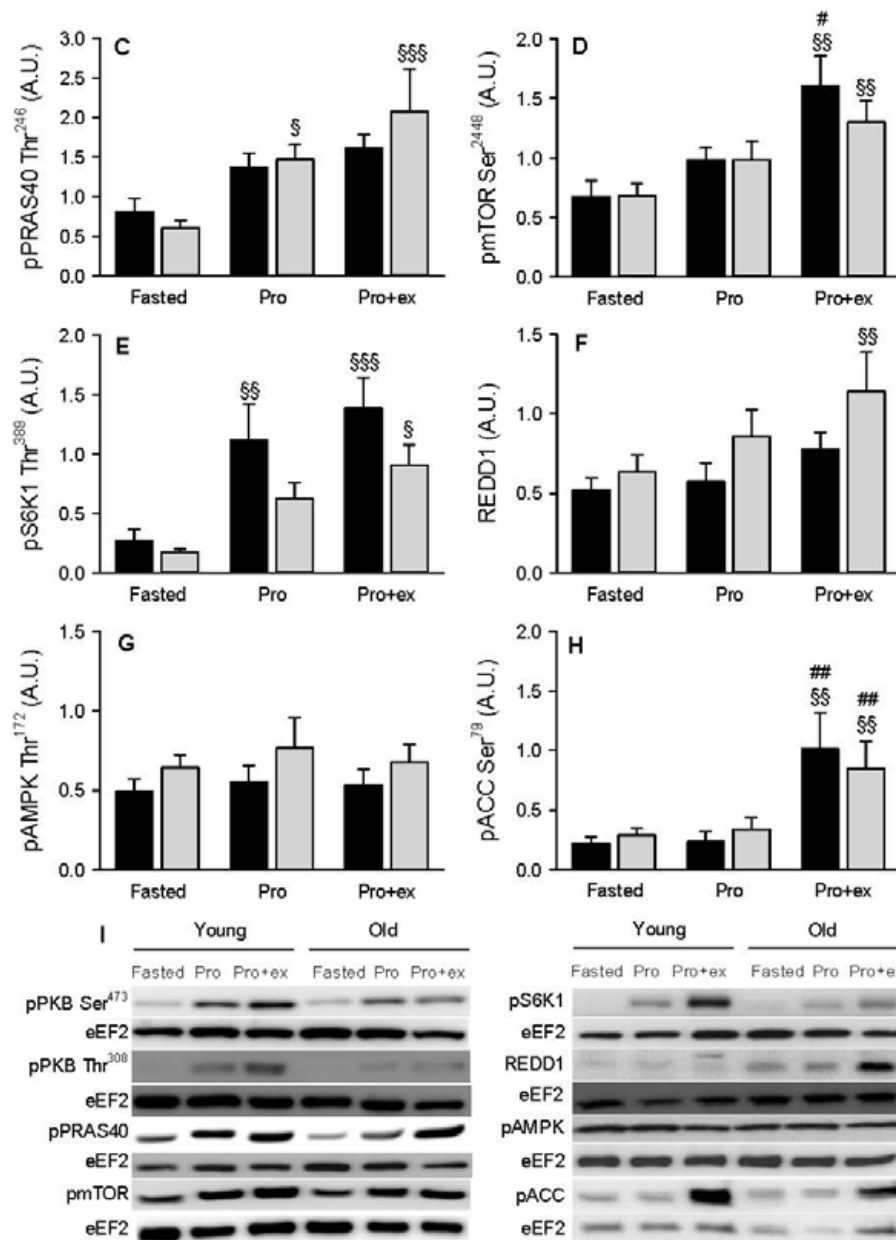 C
pPRAS40 Thr²⁴⁶ (A.U.)
3.0
2.5
2.0
1.5
1.0
0.5
0.0
§
§§§
Fasted Pro Pro+ex
D
pmTOR Ser²⁴⁴⁸ (A.U.)
2.0
1.5
1.0
0.5
0.0
#
§§
§§
Fasted Pro Pro+ex
E
pS6K1 Thr³⁸⁹ (A.U.)
2.0
1.5
1.0
0.5
0.0
§§
§§§
§
Fasted Pro Pro+ex
F
REDD1 (A.U.)
1.5
1.0
0.5
0.0
§§
Fasted Pro Pro+ex
G
pAMPK Thr¹⁷² (A.U.)
1.5
1.0
0.5
0.0
Fasted Pro Pro+ex
H
pACC Ser⁷⁹ (A.U.)
2.0
1.5
1.0
0.5
0.0
##
§§
##
§§
Fasted Pro Pro+ex
I
Young Old
Fasted Pro Pro+ex Fasted Pro Pro+ex
pPKB Ser⁴⁷³
eEF2
pPKB Thr³⁰⁸
eEF2
pPRAS40
eEF2
pmTOR
eEF2
Young Old
Fasted Pro Pro+ex Fasted Pro Pro+e
pS6K1
eEF2
REDD1
eEF2
pAMPK
eEF2
pACC
eEF2